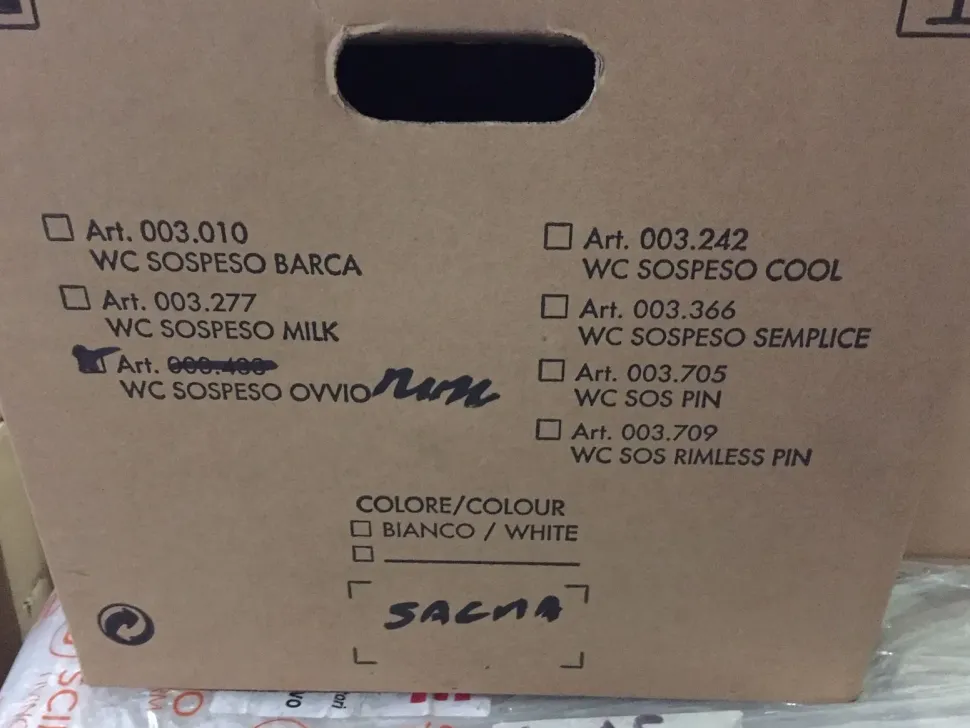 Art. 003.010
WC SOSPESO BARCA
Art. 003.277
WC SOSPESO MILK
Art.
WC SOSPESO OVVIO
Art. 003.242
WC SOSPESO COOL
Art. 003.366
WC SOSPESO SEMPLICE
Art. 003.705
WC SOS PIN
Art. 003.709
WC SOS RIMLESS PIN
COLORE/COLOUR
BIANCO / WHITE
SCI